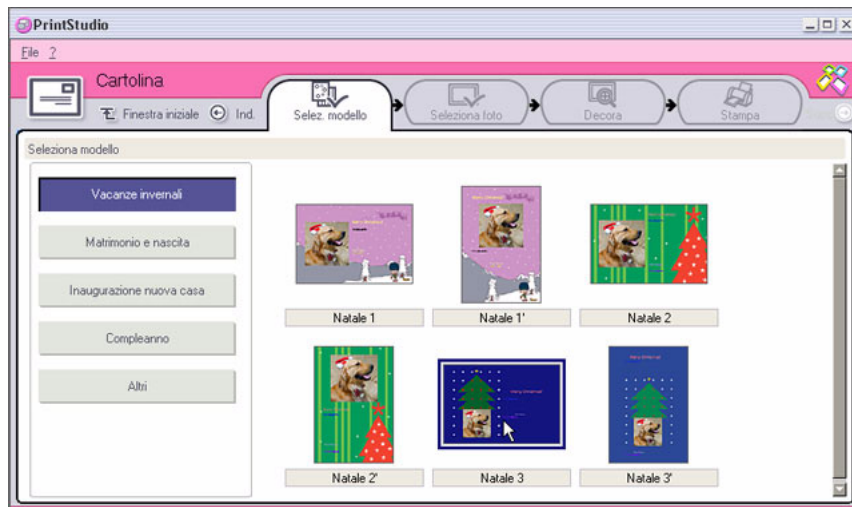 PrintStudio
File ?
Cartolina
Finestra iniziale Ind. Selez. modello Seleziona foto Decora Stampa
Seleziona modello
Vacanze invernali
Matrimonio e nascita
Inaugurazione nuova casa
Compleanno
Altri
Natale 1 Natale 1' Natale 2
Natale 2' Natale 3 Natale 3'